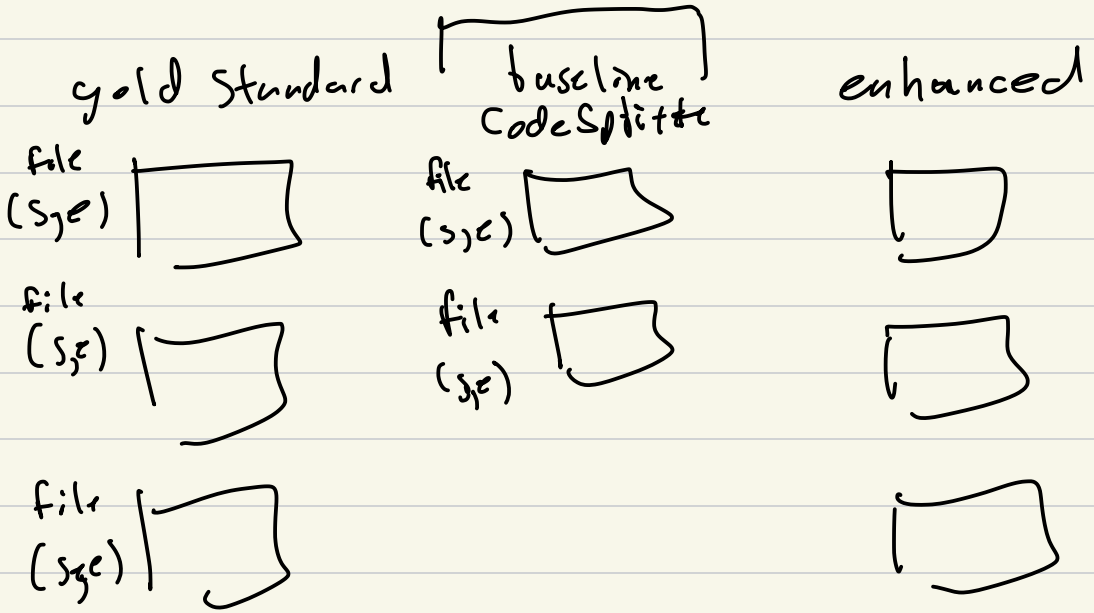 gold Standard
baseline
CodeSplitte
enhanced
file
(s,e)
file
(s,e)
file
(s,e)
file
(s,e)
file
(s,e)